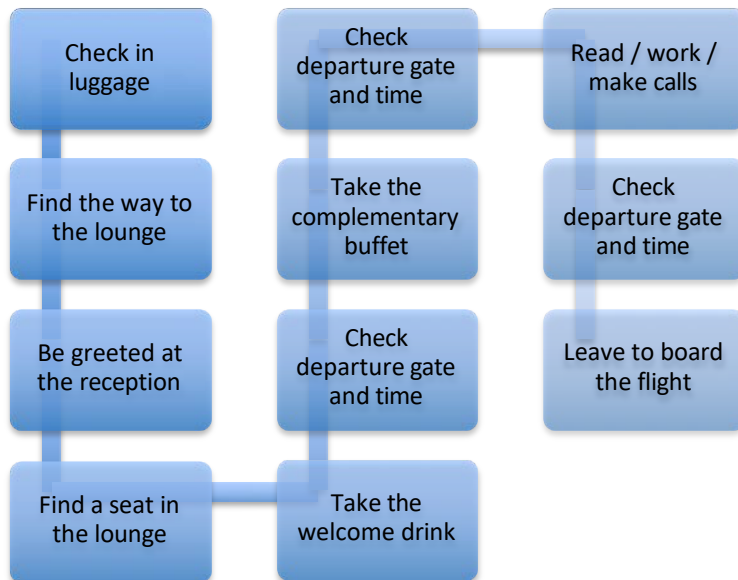 Check in
luggage
Find the way to
the lounge
Be greeted at
the reception
Find a seat in
the lounge
Take the
welcome drink
Check
departure gate
and time
Take the
complementary
buffet
Check
departure gate
and time
Read / work /
make calls
Check
departure gate
and time
Leave to board
the flight